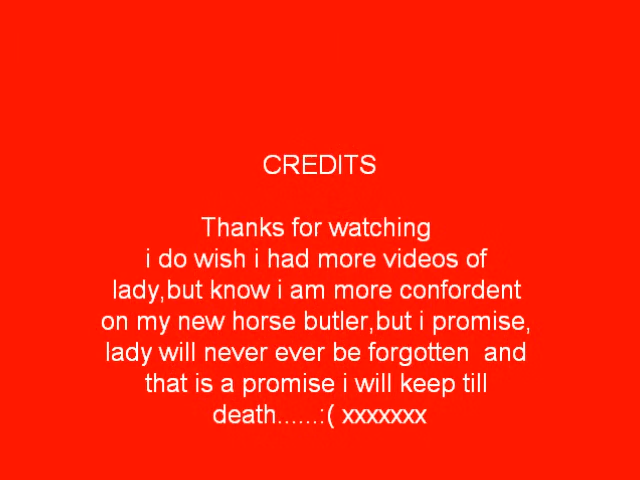 CREDITS
Thanks for watching
i do wish i had more videos of
lady,but know i am more confordent
on my new horse butler,but i promise,
lady will never ever be forgotten  and
that is a promise i will keep till
death......:( xxxxxxx